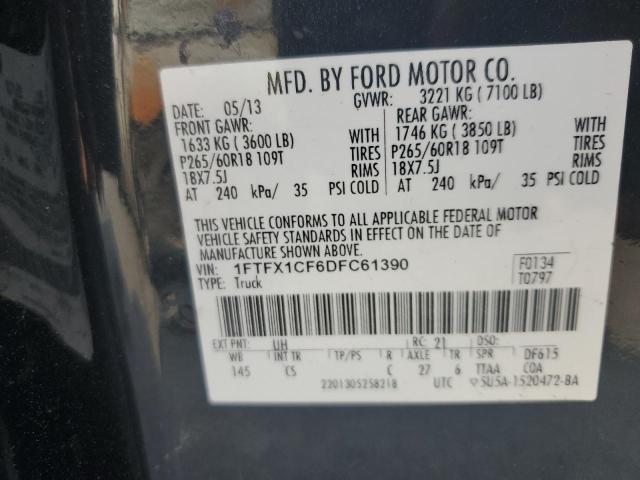 MFD. BY FORD MOTOR CO.
05/13 GVWR: 3221 KG ( 7100 LB)
FRONT GAWR: REAR GAWR:
1633 KG ( 3600 LB) WITH 1746 KG ( 3850 LB) WITH
P265/60R18 109T TIRES P265/60R18 109T TIRES
18X7.5J RIMS 18X7.5J RIMS
AT 240 kPa/ 35 PSI COLD AT 240 kPa/ 35 PSI COLD
THIS VEHICLE CONFORMS TO ALL APPLICABLE FEDERAL MOTOR
VEHICLE SAFETY STANDARDS IN EFFECT ON THE DATE OF
MANUFACTURE SHOWN ABOVE.
VIN: 1FTFX1CF6DFC61390 F0134
TYPE: Truck T0797
EXT PNT: UH RC: 21 DSO:
WB INT TR TP/PS R AXLE TR SPR DF615
145 CS C 27 6 TTAA COA
2201305258218 UTC 5U5A-1520472-BA